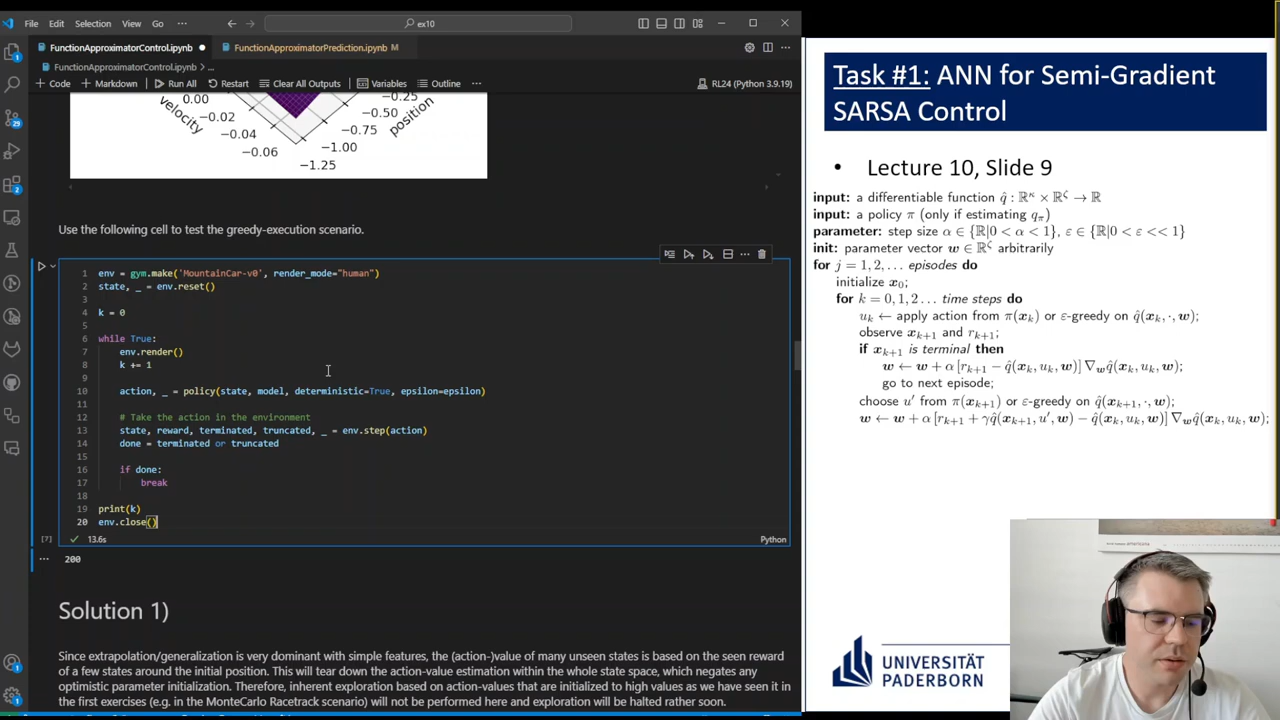 File Edit Selection View Go ··· ex10
FunctionApproximatorControl.ipynb FunctionApproximatorPrediction.ipynb M
FunctionApproximatorControl.ipynb > ...
+ Code + Markdown Run All Restart Clear All Outputs Variables Outline ··· RL24 (Python 3.9.19)
0.00
-0.02
-0.04
-0.06
velocity
-0.25
-0.50
-0.75
-1.00
-1.25
position
Use the following cell to test the greedy-execution scenario.
1 env = gym.make('MountainCar-v0', render_mode="human")
2 state, _ = env.reset()
3
4 k = 0
5
6 while True:
7 env.render()
8 k += 1
9
10 action, _ = policy(state, model, deterministic=True, epsilon=epsilon)
11
12 # Take the action in the environment
13 state, reward, terminated, truncated, _ = env.step(action)
14 done = terminated or truncated
15
16 if done:
17 break
18
19 print(k)
20 env.close()
[7] 13.6s Python
200
Solution 1)
Since extrapolation/generalization is very dominant with simple features, the (action-)value of many unseen states is based on the seen reward
of a few states around the initial position. This will tear down the action-value estimation within the whole state space, which negates any
optimistic parameter initialization. Therefore, inherent exploration based on action-values that are initialized to high values as we have seen it in
the first exercises (e.g. in the MonteCarlo Racetrack scenario) will not be performed here and exploration will be halted rather soon.
Task #1: ANN for Semi-Gradient
SARSA Control
• Lecture 10, Slide 9
input: a differentiable function q̂ : ℝ^κ × ℝ^ζ → ℝ
input: a policy π (only if estimating q_π)
parameter: step size α ∈ {ℝ|0 < α < 1}, ε ∈ {ℝ|0 < ε << 1}
init: parameter vector w ∈ ℝ^ζ arbitrarily
for j = 1, 2, … episodes do
initialize x_0;
for k = 0, 1, 2 … time steps do
u_k ← apply action from π(x_k) or ε-greedy on q̂(x_k, ·, w);
observe x_{k+1} and r_{k+1};
if x_{k+1} is terminal then
w ← w + α [r_{k+1} − q̂(x_k, u_k, w)] ∇_w q̂(x_k, u_k, w);
go to next episode;
choose u′ from π(x_{k+1}) or ε-greedy on q̂(x_{k+1}, ·, w);
w ← w + α [r_{k+1} + γq̂(x_{k+1}, u′, w) − q̂(x_k, u_k, w)] ∇_w q̂(x_k, u_k, w);
UNIVERSITÄT
PADERBORN